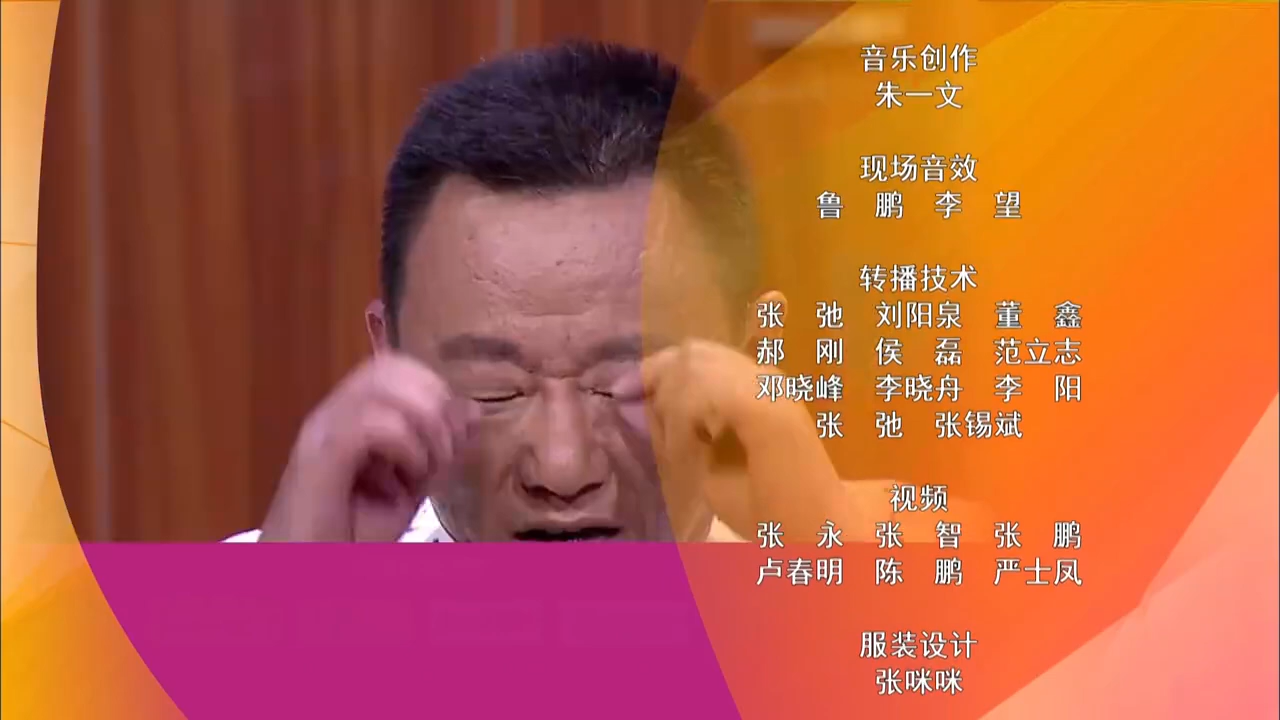 音乐创作
朱一文
现场音效
鲁　鹏　李　望
转播技术
张　弛　刘阳泉　董　鑫
郝　刚　侯　磊　范立志
邓晓峰　李晓舟　李　阳
张　弛　张锡斌
视频
张　永　张　智　张　鹏
卢春明　陈　鹏　严士凤
服装设计
张咪咪